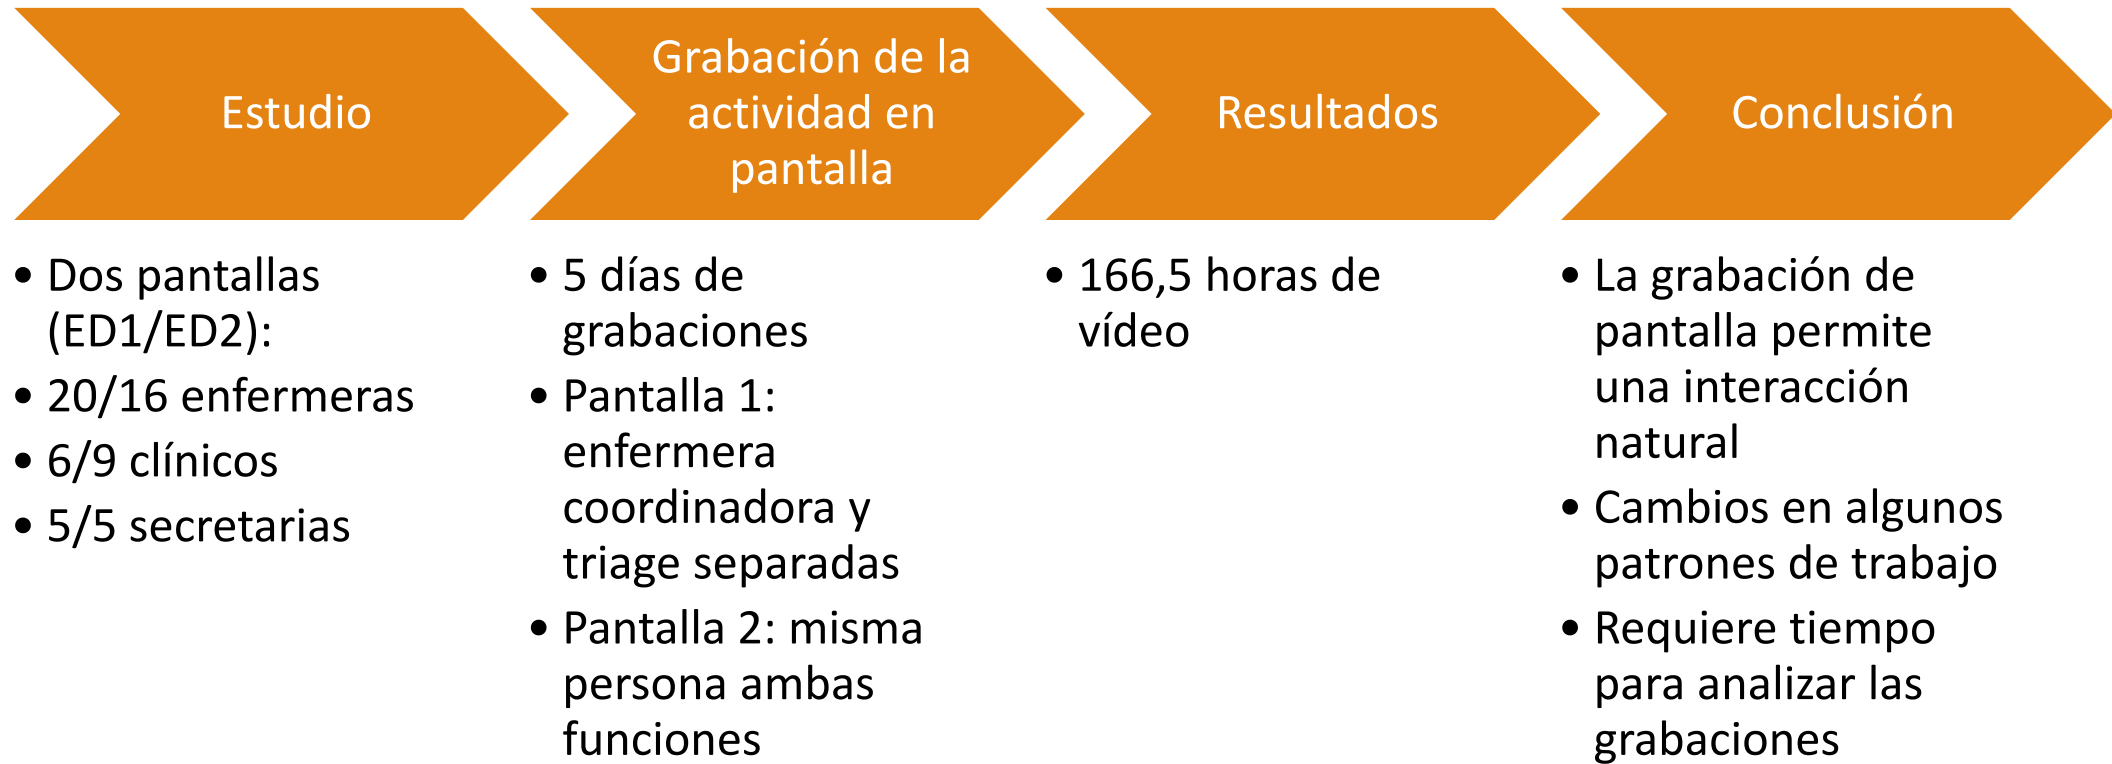 Estudio
• Dos pantallas
(ED1/ED2):
• 20/16 enfermeras
• 6/9 clínicos
• 5/5 secretarias
Grabación de la
actividad en
pantalla
• 5 días de
grabaciones
• Pantalla 1:
enfermera
coordinadora y
triage separadas
• Pantalla 2: misma
persona ambas
funciones
Resultados
• 166,5 horas de
vídeo
Conclusión
• La grabación de
pantalla permite
una interacción
natural
• Cambios en algunos
patrones de trabajo
• Requiere tiempo
para analizar las
grabaciones